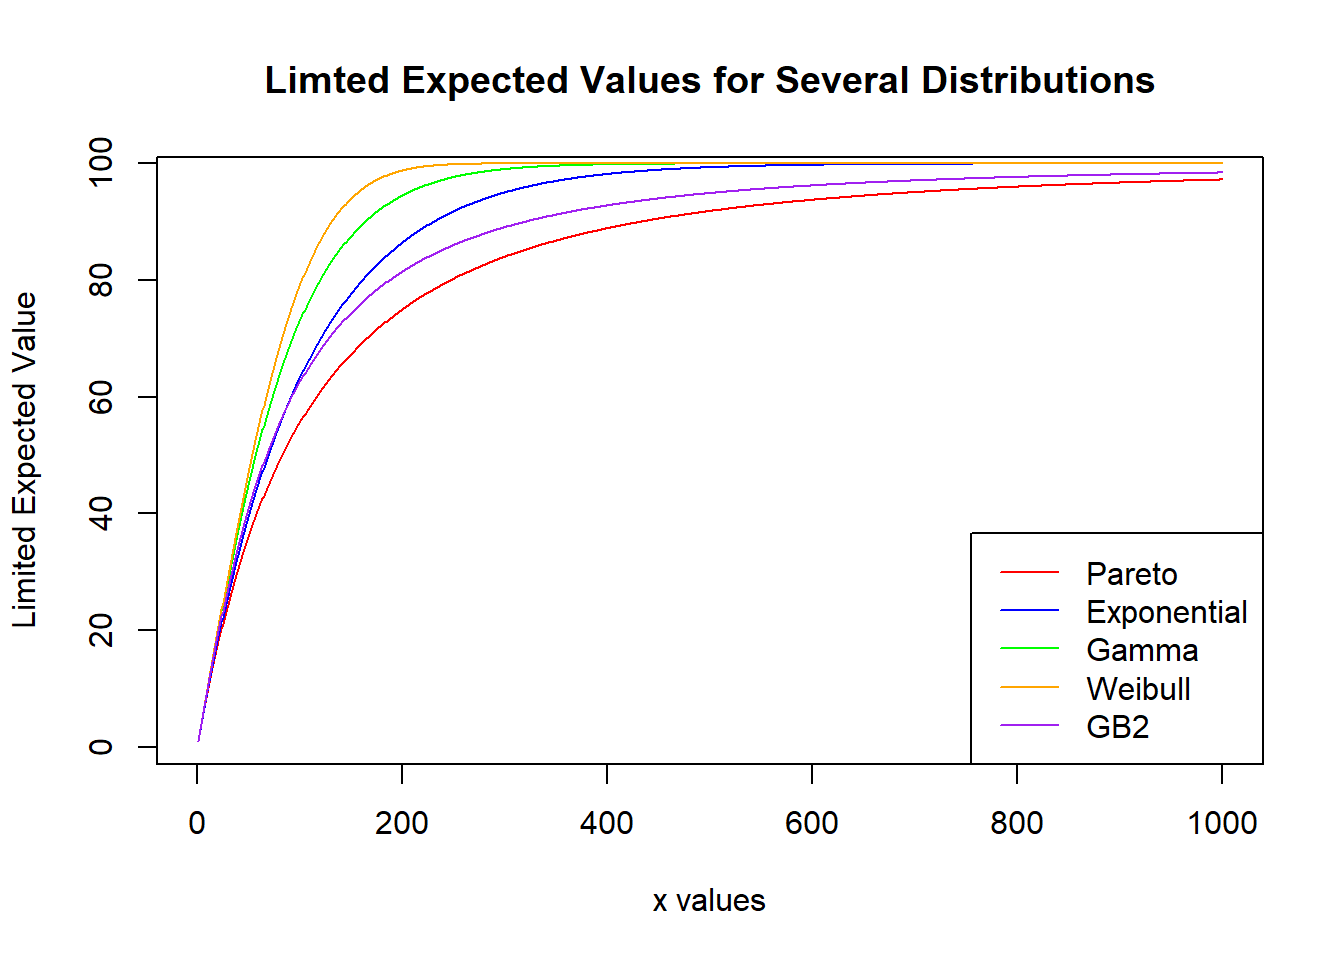 Limted Expected Values for Several Distributions
Limited Expected Value
100
80
60
40
20
0
Pareto
Exponential
Gamma
Weibull
GB2
0 200 400 600 800 1000
x values